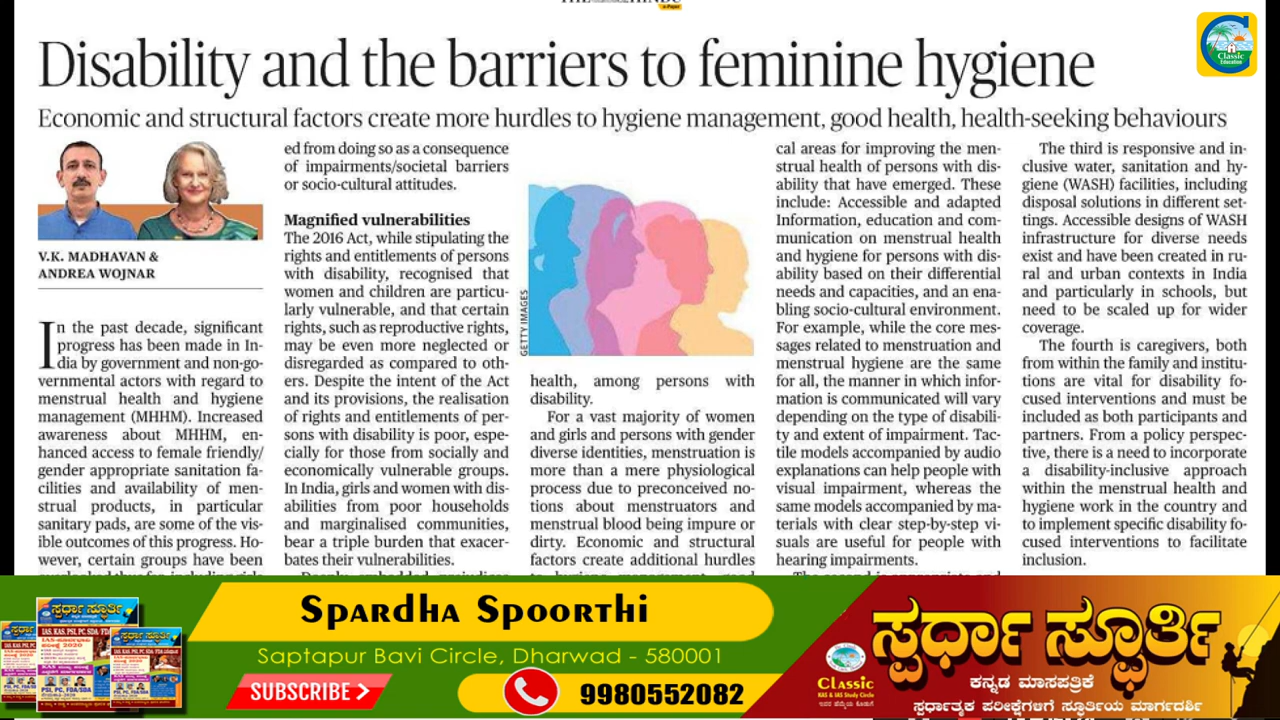 THE HINDU
e-Paper
Classic
Education
Disability and the barriers to feminine hygiene
Economic and structural factors create more hurdles to hygiene management, good health, health-seeking behaviours
V.K. MADHAVAN &
ANDREA WOJNAR
In the past decade, significant
progress has been made in In-
dia by government and non-go-
vernmental actors with regard to
menstrual health and hygiene
management (MHHM). Increased
awareness about MHHM, en-
hanced access to female friendly/
gender appropriate sanitation fa-
cilities and availability of men-
strual products, in particular
sanitary pads, are some of the vis-
ible outcomes of this progress. Ho-
wever, certain groups have been
ed from doing so as a consequence
of impairments/societal barriers
or socio-cultural attitudes.
Magnified vulnerabilities
The 2016 Act, while stipulating the
rights and entitlements of persons
with disability, recognised that
women and children are particu-
larly vulnerable, and that certain
rights, such as reproductive rights,
may be even more neglected or
disregarded as compared to oth-
ers. Despite the intent of the Act
and its provisions, the realisation
of rights and entitlements of per-
sons with disability is poor, espe-
cially for those from socially and
economically vulnerable groups.
In India, girls and women with dis-
abilities from poor households
and marginalised communities,
bear a triple burden that exacer-
bates their vulnerabilities.
GETTY IMAGES
health, among persons with
disability.
For a vast majority of women
and girls and persons with gender
diverse identities, menstruation is
more than a mere physiological
process due to preconceived no-
tions about menstruators and
menstrual blood being impure or
dirty. Economic and structural
factors create additional hurdles
cal areas for improving the men-
strual health of persons with dis-
ability that have emerged. These
include: Accessible and adapted
Information, education and com-
munication on menstrual health
and hygiene for persons with dis-
ability based on their differential
needs and capacities, and an ena-
bling socio-cultural environment.
For example, while the core mes-
sages related to menstruation and
menstrual hygiene are the same
for all, the manner in which infor-
mation is communicated will vary
depending on the type of disabili-
ty and extent of impairment. Tac-
tile models accompanied by audio
explanations can help people with
visual impairment, whereas the
same models accompanied by ma-
terials with clear step-by-step vi-
suals are useful for people with
hearing impairments.
The third is responsive and in-
clusive water, sanitation and hy-
giene (WASH) facilities, including
disposal solutions in different set-
tings. Accessible designs of WASH
infrastructure for diverse needs
exist and have been created in ru-
ral and urban contexts in India
and particularly in schools, but
need to be scaled up for wider
coverage.
The fourth is caregivers, both
from within the family and institu-
tions are vital for disability fo-
cused interventions and must be
included as both participants and
partners. From a policy perspec-
tive, there is a need to incorporate
a disability-inclusive approach
within the menstrual health and
hygiene work in the country and
to implement specific disability fo-
cused interventions to facilitate
inclusion.
Spardha Spoorthi
Saptapur Bavi Circle, Dharwad - 580001
SUBSCRIBE
9980552082
ಸ್ಪರ್ಧಾ ಸ್ಫೂರ್ತಿ
ಕನ್ನಡ ಮಾಸಪತ್ರಿಕೆ
ಸ್ಪರ್ಧಾತ್ಮಕ ಪರೀಕ್ಷೆಗಳಿಗೆ ಸ್ಫೂರ್ತಿಯ ಮಾರ್ಗದರ್ಶಿ
Classic
KAS & IAS Study Circle